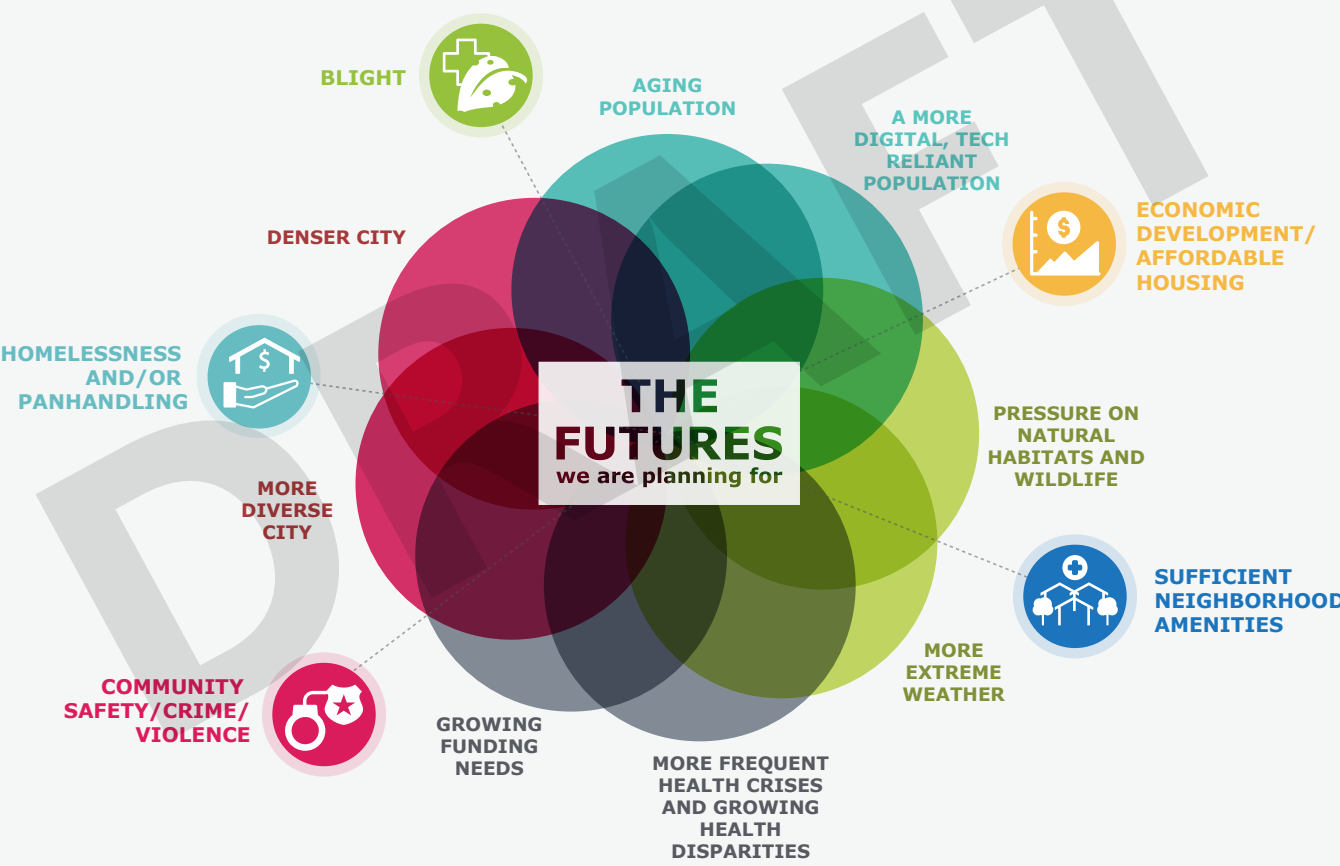 BLIGHT
AGING
POPULATION
A MORE
DIGITAL, TECH
RELIANT
POPULATION
ECONOMIC
DEVELOPMENT/
AFFORDABLE
HOUSING
DENSER CITY
HOMELESSNESS
AND/OR
PANHANDLING
$
$
THE
FUTURES
we are planning for
PRESSURE ON
NATURAL
HABITATS AND
WILDLIFE
MORE
DIVERSE
CITY
SUFFICIENT
NEIGHBORHOOD
AMENITIES
MORE
EXTREME
WEATHER
COMMUNITY
SAFETY/CRIME/
VIOLENCE
GROWING
FUNDING
NEEDS
MORE FREQUENT
HEALTH CRISES
AND GROWING
HEALTH
DISPARITIES
DRAFT